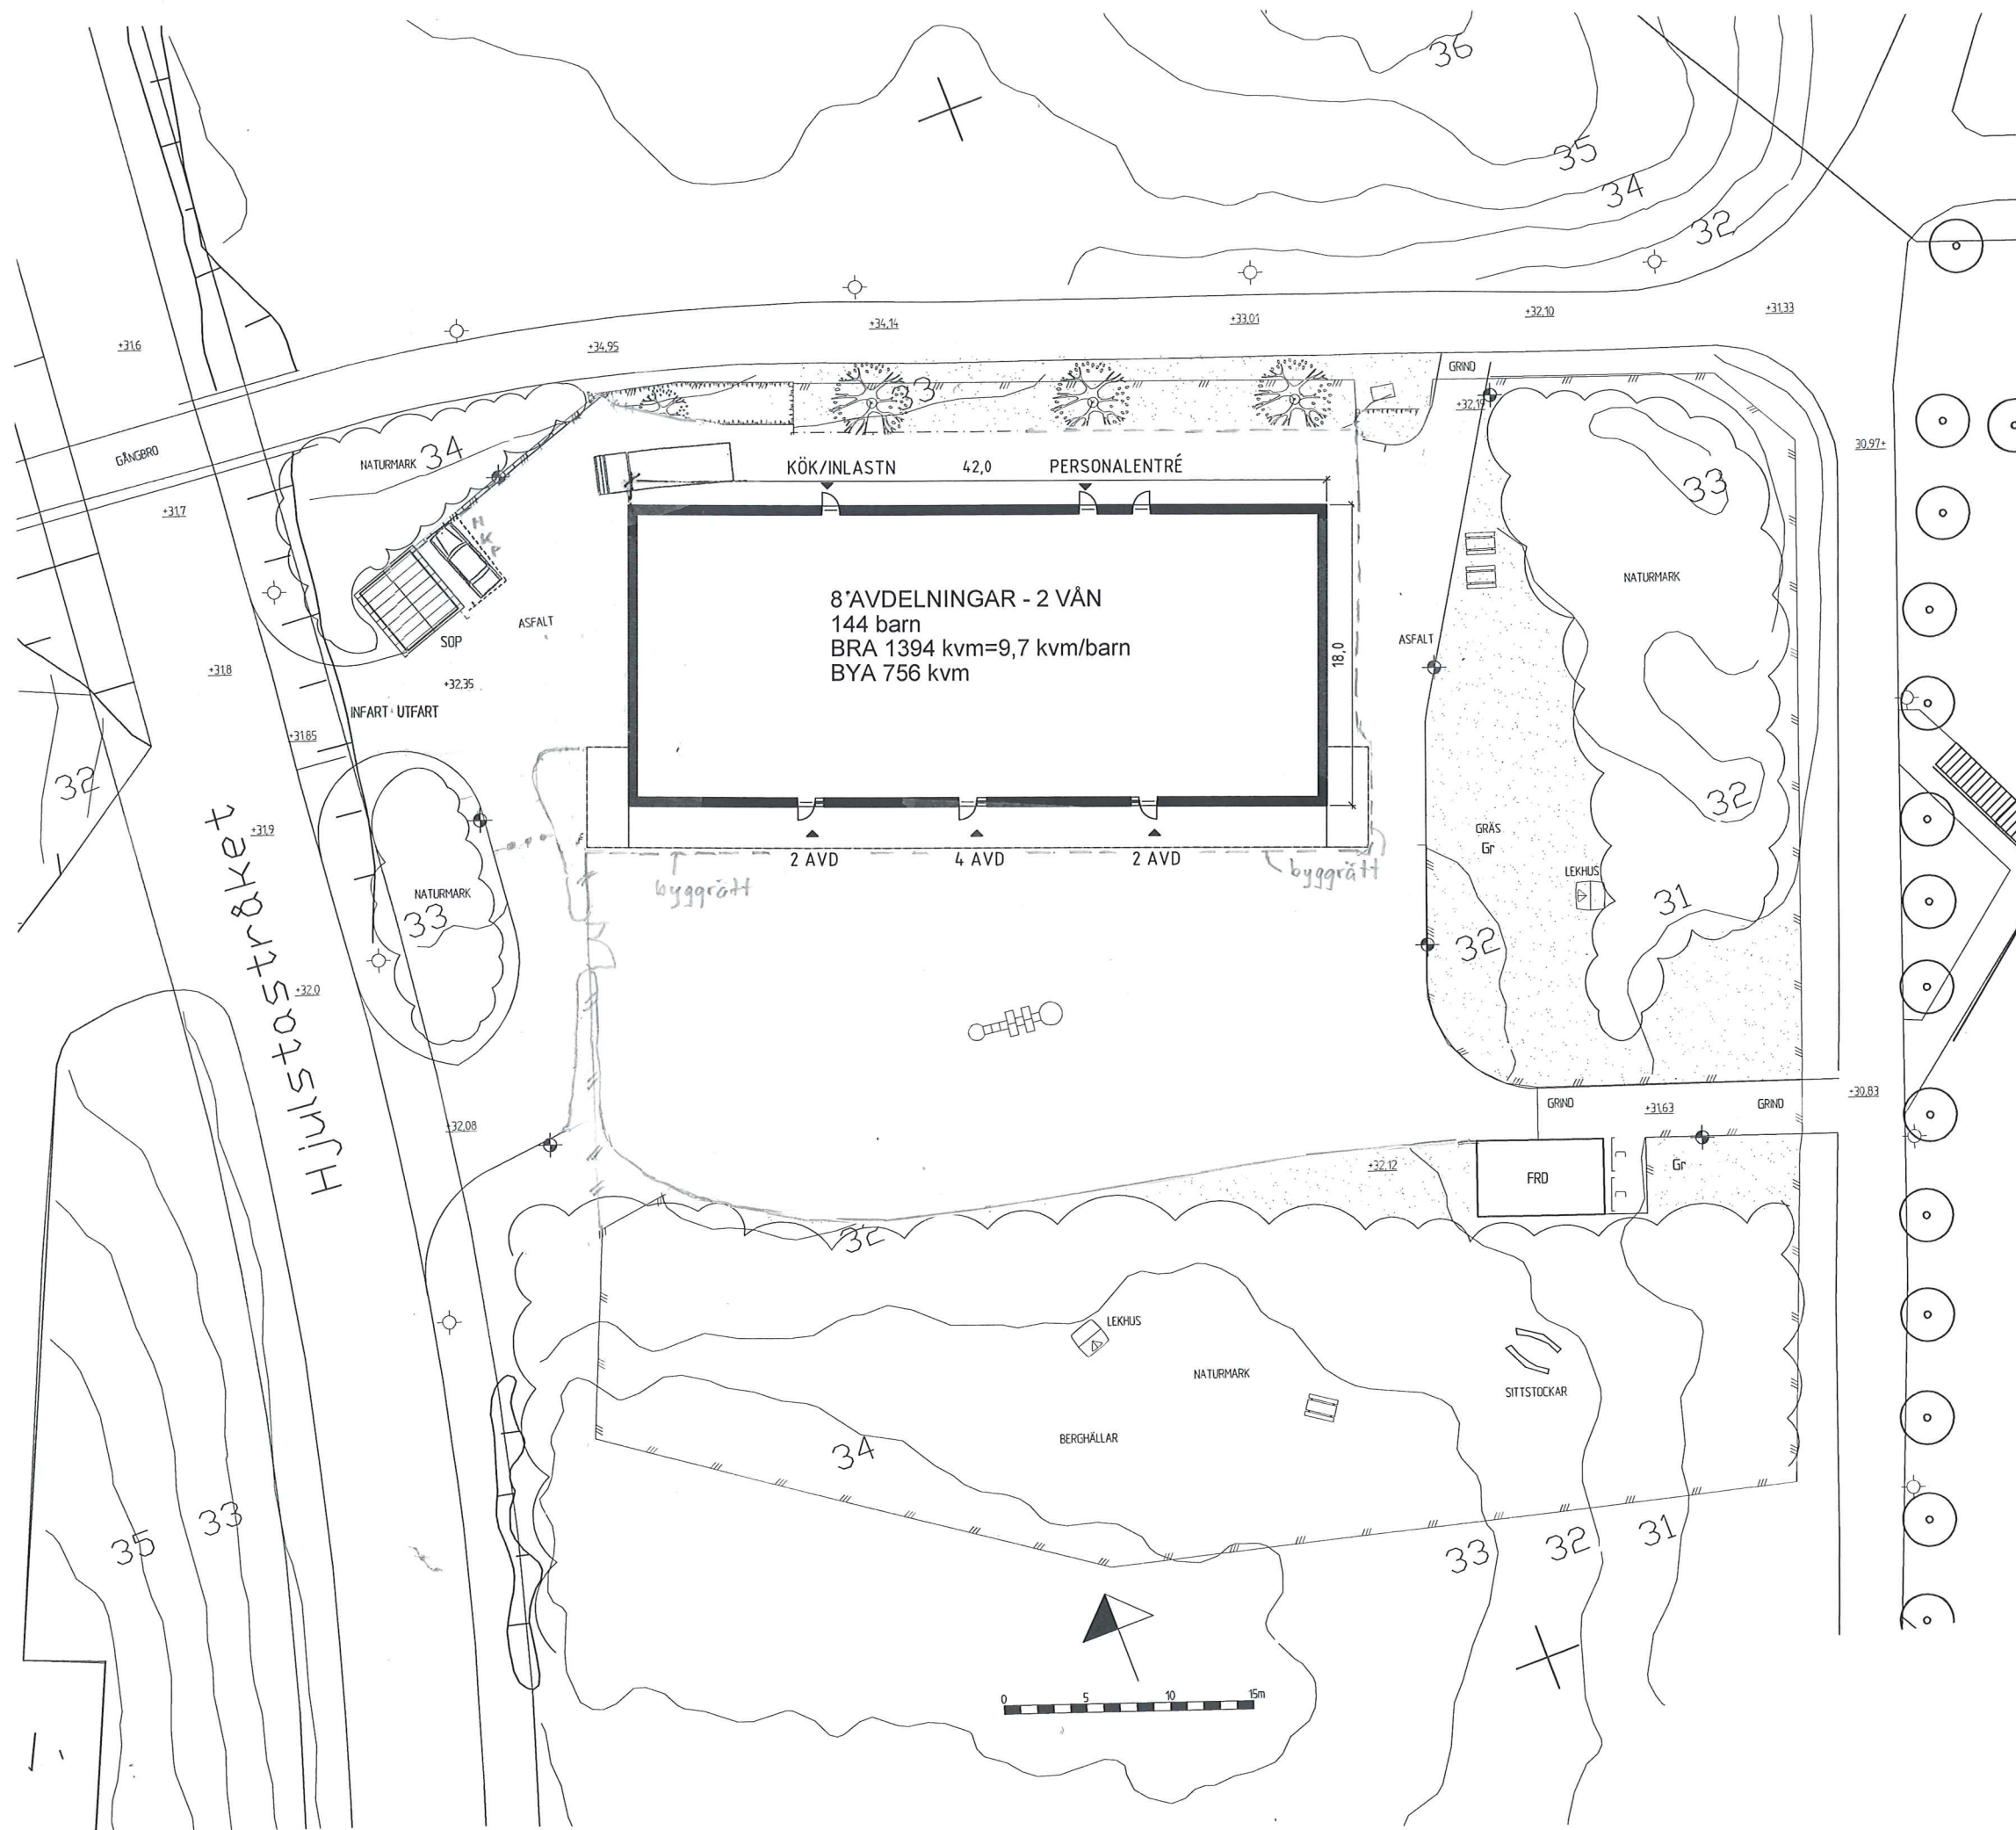 36
35
34
32
+31.6
+34,95
+34,14
+33,01
+32,10
+31,33
GRIND
+32,19
33
30,97+
GÅNGBRO
NATURMARK 34
KÖK/INLASTN 42,0 PERSONALENTRÉ
33
+31.7
HKP
NATURMARK
8 AVDELNINGAR - 2 VÅN
144 barn
BRA 1394 kvm=9,7 kvm/barn
BYA 756 kvm
18,0
ASFALT
ASFALT
SOP
+31.8
+32,35
INFART UTFART
+31.85
32
32
+31.9
GRÄS
Gr
2 AVD
4 AVD
2 AVD
byggrätt
byggrätt
LEKHUS
NATURMARK
33
31
32
Hjulstastråket
+32.0
+32,08
GRIND
+31.63
GRIND
+30,83
+32,12
FRD
Gr
32
LEKHUS
NATURMARK
SITTSTOCKAR
BERGHÄLLAR
34
33
35
33
32
31
0 5 10 15m